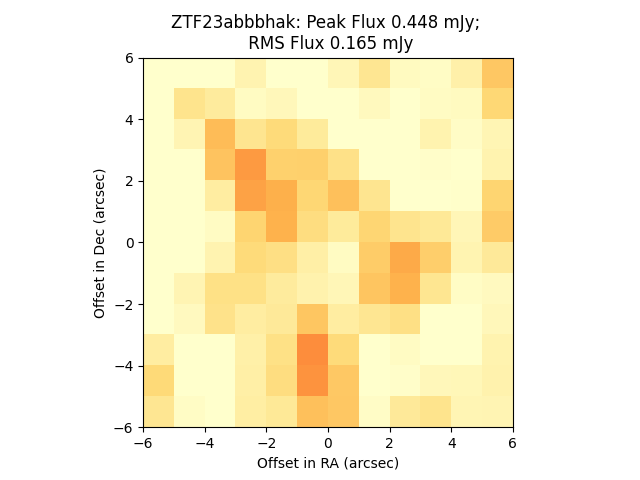 ZTF23abbbhak: Peak Flux 0.448 mJy;
RMS Flux 0.165 mJy
6
4
2
0
−2
−4
−6
Offset in Dec (arcsec)
−6 −4 −2 0 2 4 6
Offset in RA (arcsec)